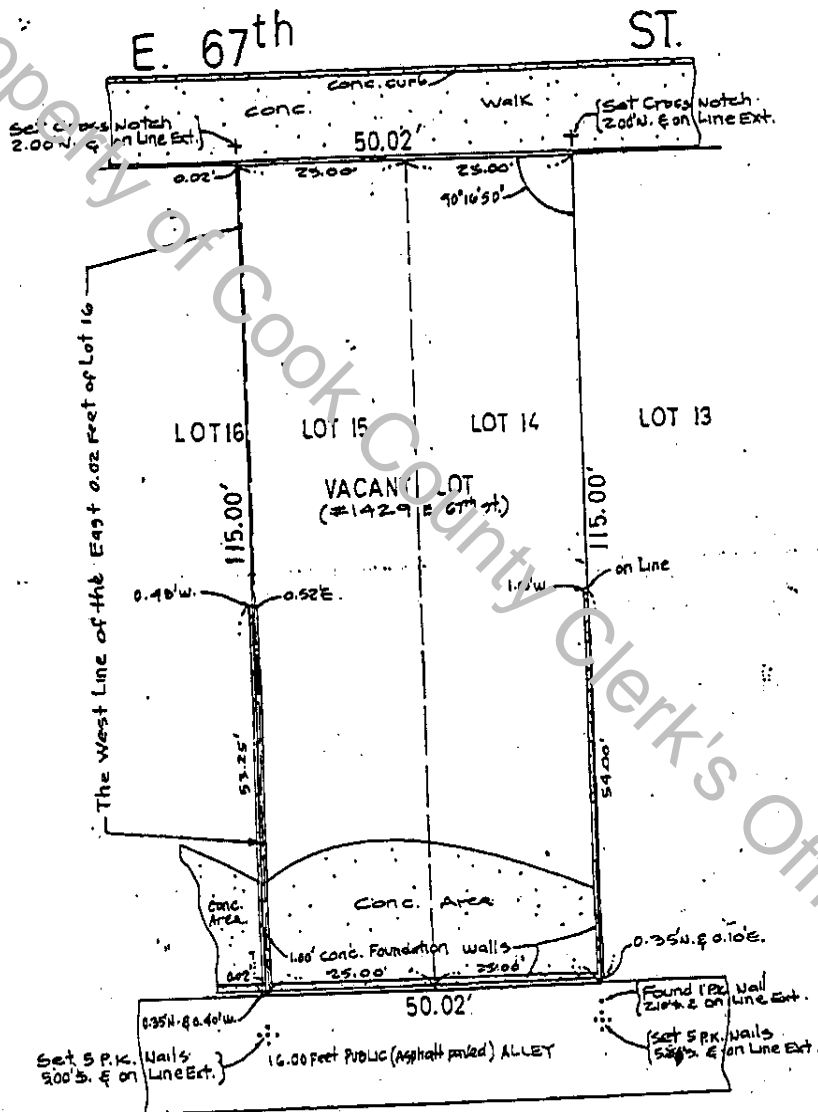 E. 67th ST.
conc. curb
conc. walk
Set Cross Notch
2.00'N. & on Line Ext.
50.02'
Set Cross Notch
2.00'N. & on Line Ext.
0.02' 25.00' 25.00'
90°16'50"
The West Line of the East 0.02 Feet of Lot 16
LOT 16 LOT 15 LOT 14 LOT 13
VACANT LOT
(#1429 E 67th st.)
115.00' 115.00'
0.48'W. 0.52'E. 1.0'W on Line
53.25' 54.00'
Conc. Area
conc. Area
1.00' conc. Foundation walls
0.35'N. & 0.10'E.
0.02' 25.00' 25.00'
50.02'
0.35'N. & 0.40'W.
Found 1 P.K. Nail
& on Line Ext.
Set 5 P.K. Nails
5.00'S. & on Line Ext.
16.00 Feet PUBLIC (Asphalt paved) ALLEY
Set 5 P.K. Nails
& on Line Ext.
Property of Cook County Clerk's Off